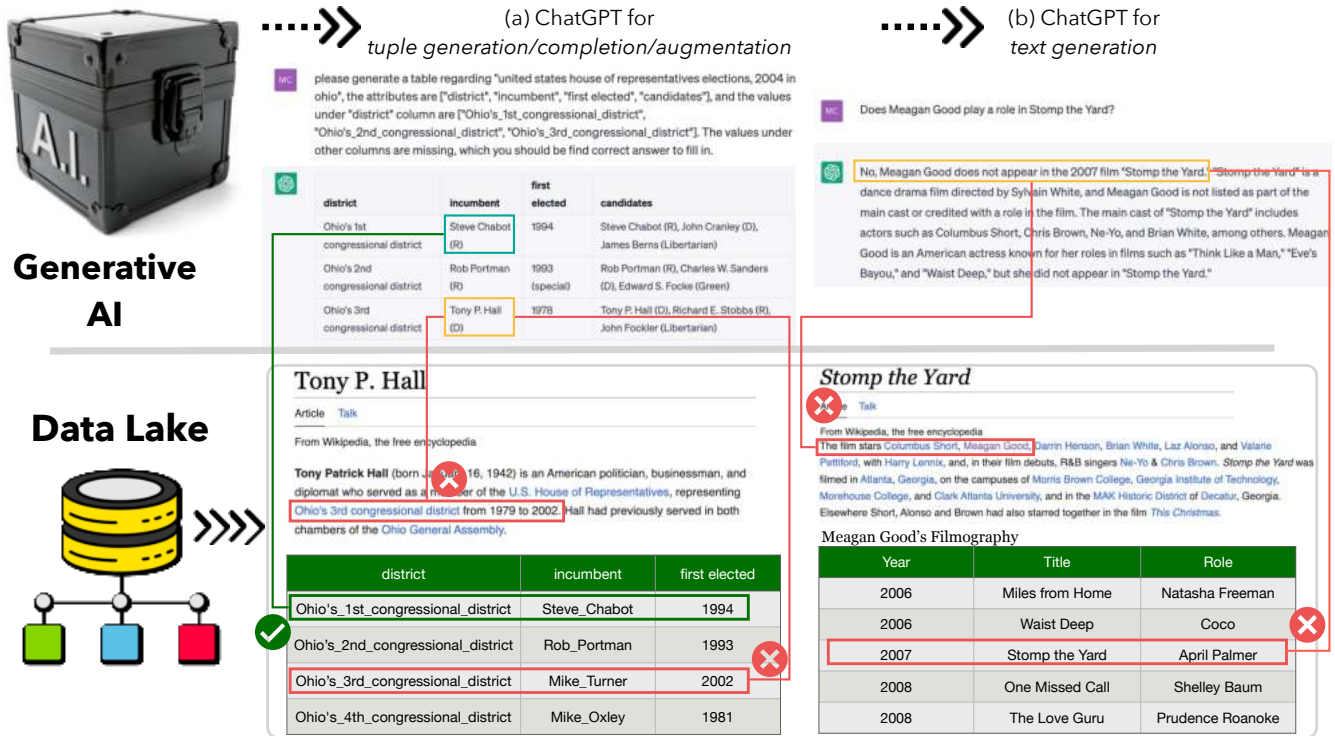 (a) ChatGPT for
tuple generation/completion/augmentation
(b) ChatGPT for
text generation
A.I.
Generative
AI
MC
please generate a table regarding "united states house of representatives elections, 2004 in
ohio", the attributes are ["district", "incumbent", "first elected", "candidates"], and the values
under "district" column are ["Ohio's_1st_congressional_district",
"Ohio's_2nd_congressional_district", "Ohio's_3rd_congressional_district"]. The values under
other columns are missing, which you should be find correct answer to fill in.
first
district incumbent elected candidates
Ohio's 1st Steve Chabot 1994 Steve Chabot (R), John Cranley (D),
congressional district (R) James Berns (Libertarian)
Ohio's 2nd Rob Portman 1993 Rob Portman (R), Charles W. Sanders
congressional district (R) (special) (D), Edward S. Focke (Green)
Ohio's 3rd Tony P. Hall 1978 Tony P. Hall (D), Richard E. Stobbs (R),
congressional district (D) John Fockler (Libertarian)
MC
Does Meagan Good play a role in Stomp the Yard?
No, Meagan Good does not appear in the 2007 film "Stomp the Yard." "Stomp the Yard" is a
dance drama film directed by Sylvain White, and Meagan Good is not listed as part of the
main cast or credited with a role in the film. The main cast of "Stomp the Yard" includes
actors such as Columbus Short, Chris Brown, Ne-Yo, and Brian White, among others. Meagan
Good is an American actress known for her roles in films such as "Think Like a Man," "Eve's
Bayou," and "Waist Deep," but she did not appear in "Stomp the Yard."
Data Lake
Tony P. Hall
Article Talk
From Wikipedia, the free encyclopedia
Tony Patrick Hall (born 16, 1942) is an American politician, businessman, and
diplomat who served as a member of the U.S. House of Representatives, representing
Ohio's 3rd congressional district from 1979 to 2002. Hall had previously served in both
chambers of the Ohio General Assembly.
district incumbent first elected
Ohio's_1st_congressional_district Steve_Chabot 1994
Ohio's_2nd_congressional_district Rob_Portman 1993
Ohio's_3rd_congressional_district Mike_Turner 2002
Ohio's_4th_congressional_district Mike_Oxley 1981
Stomp the Yard
Article Talk
From Wikipedia, the free encyclopedia
The film stars Columbus Short, Meagan Good, Darrin Henson, Brian White, Laz Alonso, and Valarie
Pettiford, with Harry Lennix, and, in their film debuts, R&B singers Ne-Yo & Chris Brown. Stomp the Yard was
filmed in Atlanta, Georgia, on the campuses of Morris Brown College, Georgia Institute of Technology,
Morehouse College, and Clark Atlanta University, and in the MAK Historic District of Decatur, Georgia.
Elsewhere Short, Alonso and Brown had also starred together in the film This Christmas.
Meagan Good's Filmography
Year Title Role
2006 Miles from Home Natasha Freeman
2006 Waist Deep Coco
2007 Stomp the Yard April Palmer
2008 One Missed Call Shelley Baum
2008 The Love Guru Prudence Roanoke